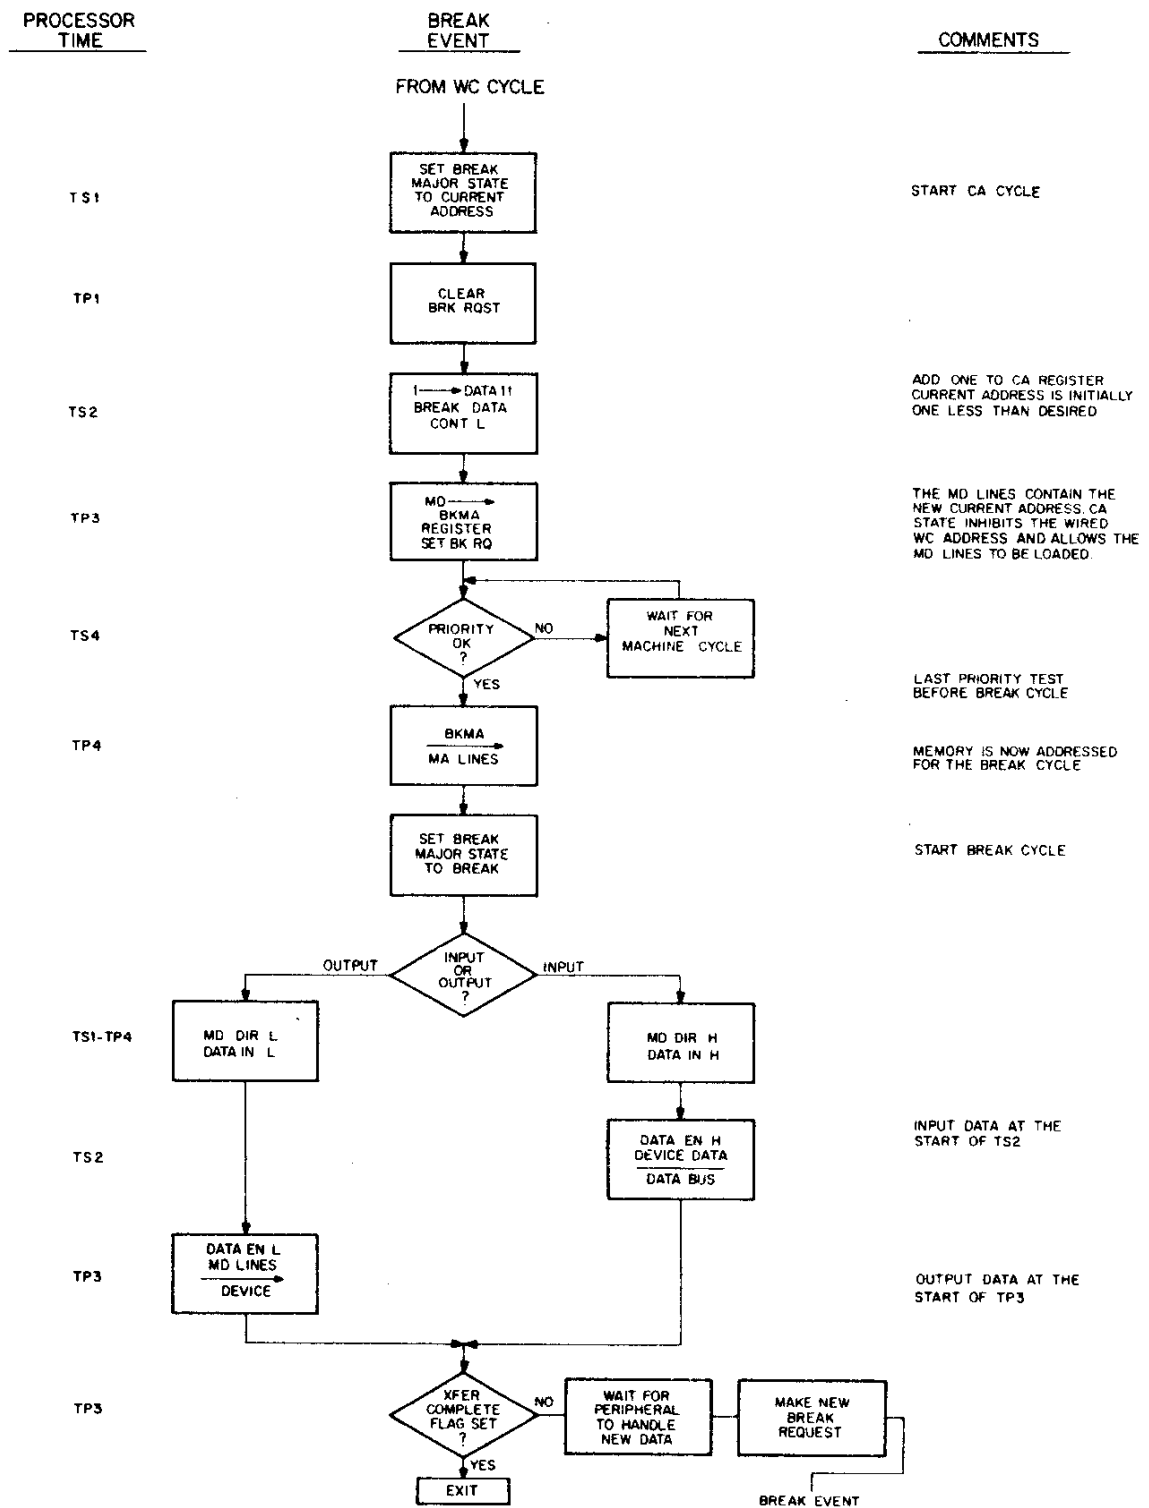 PROCESSOR
TIME
BREAK
EVENT
COMMENTS
FROM WC CYCLE
TS1
SET BREAK
MAJOR STATE
TO CURRENT
ADDRESS
START CA CYCLE
TP1
CLEAR
BRK RQST
TS2
1 → DATA 11
BREAK DATA
CONT L
ADD ONE TO CA REGISTER
CURRENT ADDRESS IS INITIALLY
ONE LESS THAN DESIRED
TP3
MD →
BKMA
REGISTER
SET BK RQ
THE MD LINES CONTAIN THE
NEW CURRENT ADDRESS. CA
STATE INHIBITS THE WIRED
WC ADDRESS AND ALLOWS THE
MD LINES TO BE LOADED.
TS4
PRIORITY
OK
?
NO
WAIT FOR
NEXT
MACHINE CYCLE
YES
LAST PRIORITY TEST
BEFORE BREAK CYCLE
TP4
BKMA
→
MA LINES
MEMORY IS NOW ADDRESSED
FOR THE BREAK CYCLE
SET BREAK
MAJOR STATE
TO BREAK
START BREAK CYCLE
OUTPUT
INPUT
OR
OUTPUT
?
INPUT
TS1-TP4
MD DIR L
DATA IN L
MD DIR H
DATA IN H
TS2
DATA EN H
DEVICE DATA
DATA BUS
INPUT DATA AT THE
START OF TS2
TP3
DATA EN L
MD LINES
→
DEVICE
OUTPUT DATA AT THE
START OF TP3
TP3
XFER
COMPLETE
FLAG SET
?
NO
WAIT FOR
PERIPHERAL
TO HANDLE
NEW DATA
MAKE NEW
BREAK
REQUEST
YES
EXIT
BREAK EVENT